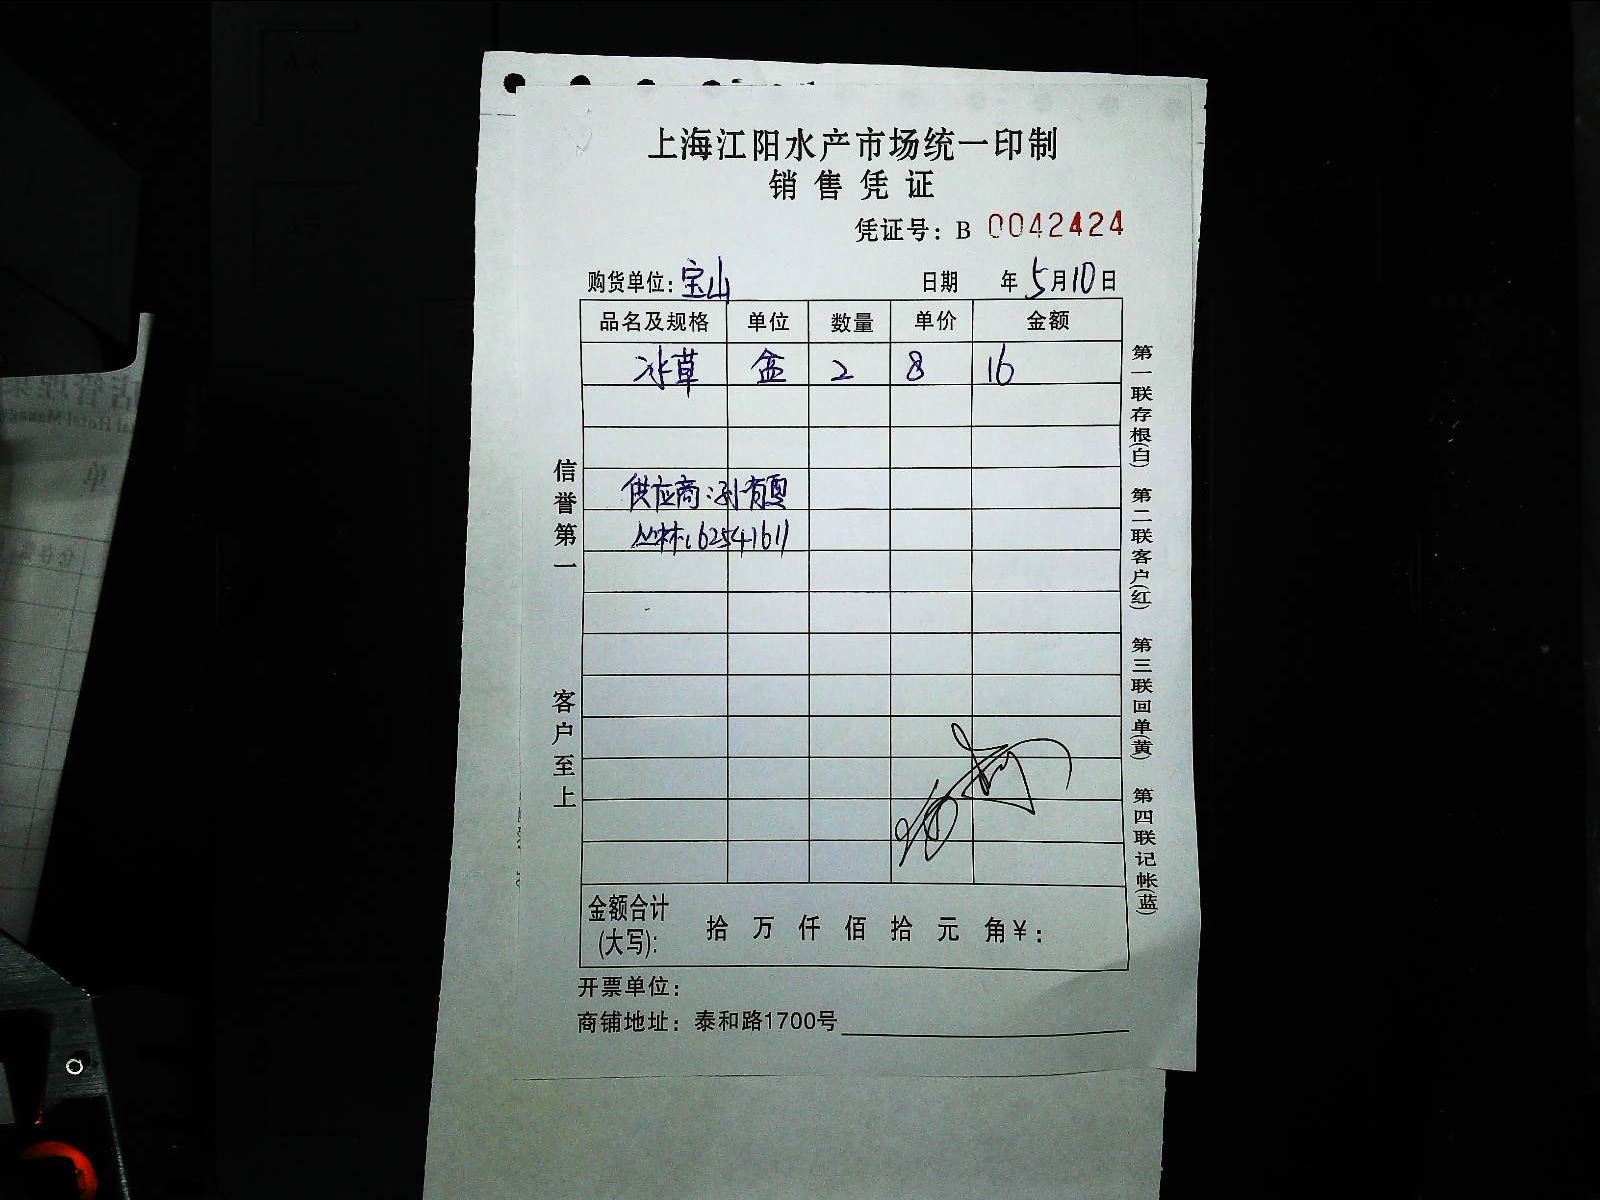 上海江阳水产市场统一印制
销售凭证
凭证号：B 0042424
购货单位：宝山 日期 年5月10日
品名及规格 单位 数量 单价 金额
冰草 盒 2 8 16
供应商：孙有夏
丛林：62541611
金额合计(大写)： 拾 万 仟 佰 拾 元 角￥：
开票单位：
商铺地址：泰和路1700号
信誉第一
客户至上
第一联存根(白)
第二联客户(红)
第三联回单(黄)
第四联记帐(蓝)